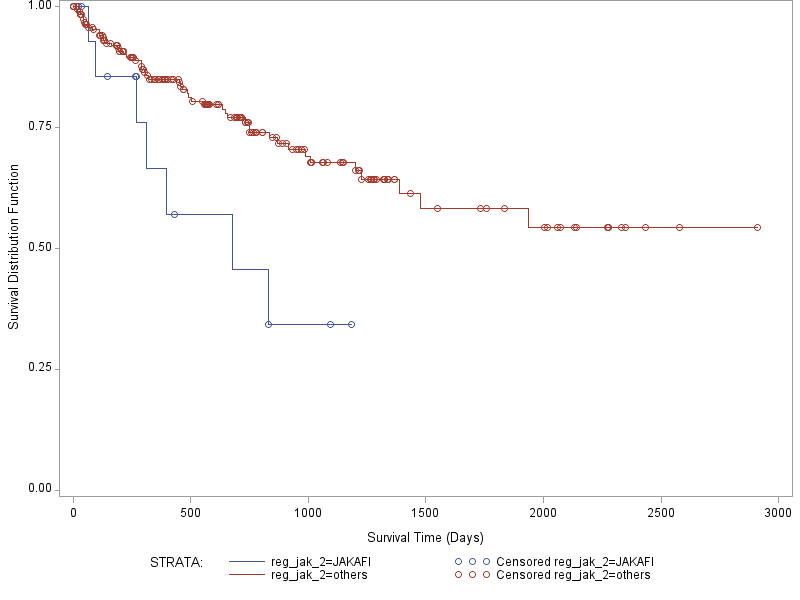 1.00
0.75
0.50
0.25
0.00
Survival Distribution Function
0 500 1000 1500 2000 2500 3000
Survival Time (Days)
STRATA: reg_jak_2=JAKAFI Censored reg_jak_2=JAKAFI
reg_jak_2=others Censored reg_jak_2=others